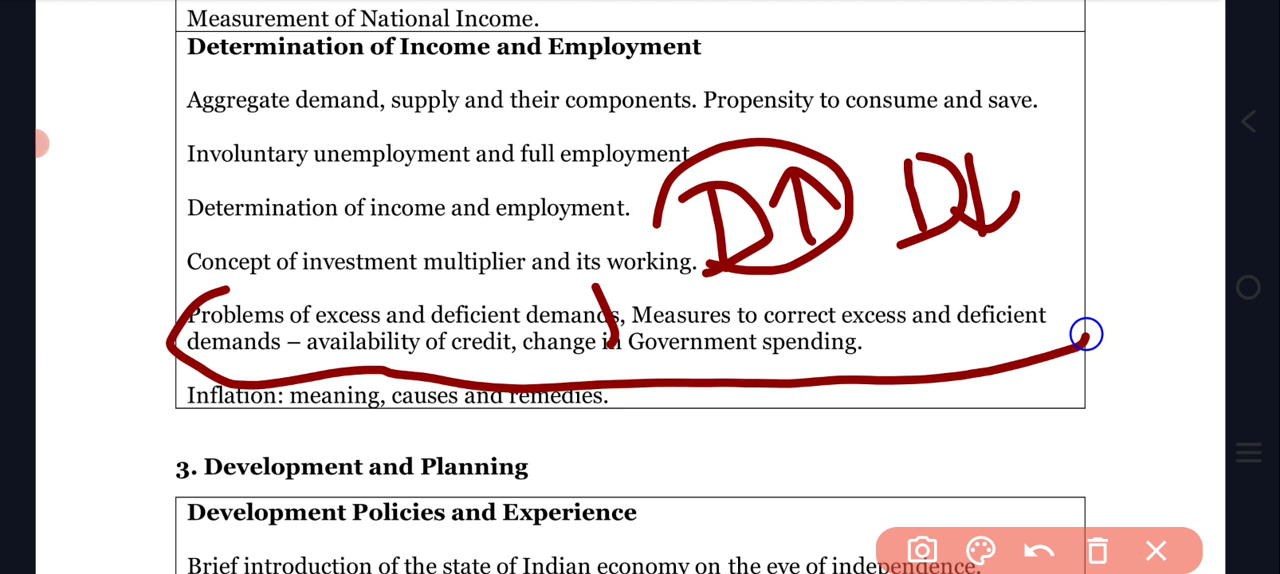 Measurement of National Income.
Determination of Income and Employment
Aggregate demand, supply and their components. Propensity to consume and save.
Involuntary unemployment and full employment
D↑ D↓
Determination of income and employment.
Concept of investment multiplier and its working.
Problems of excess and deficient demands, Measures to correct excess and deficient
demands – availability of credit, change in Government spending.
Inflation: meaning, causes and remedies.
3. Development and Planning
Development Policies and Experience
Brief introduction of the state of Indian economy on the eve of independence.